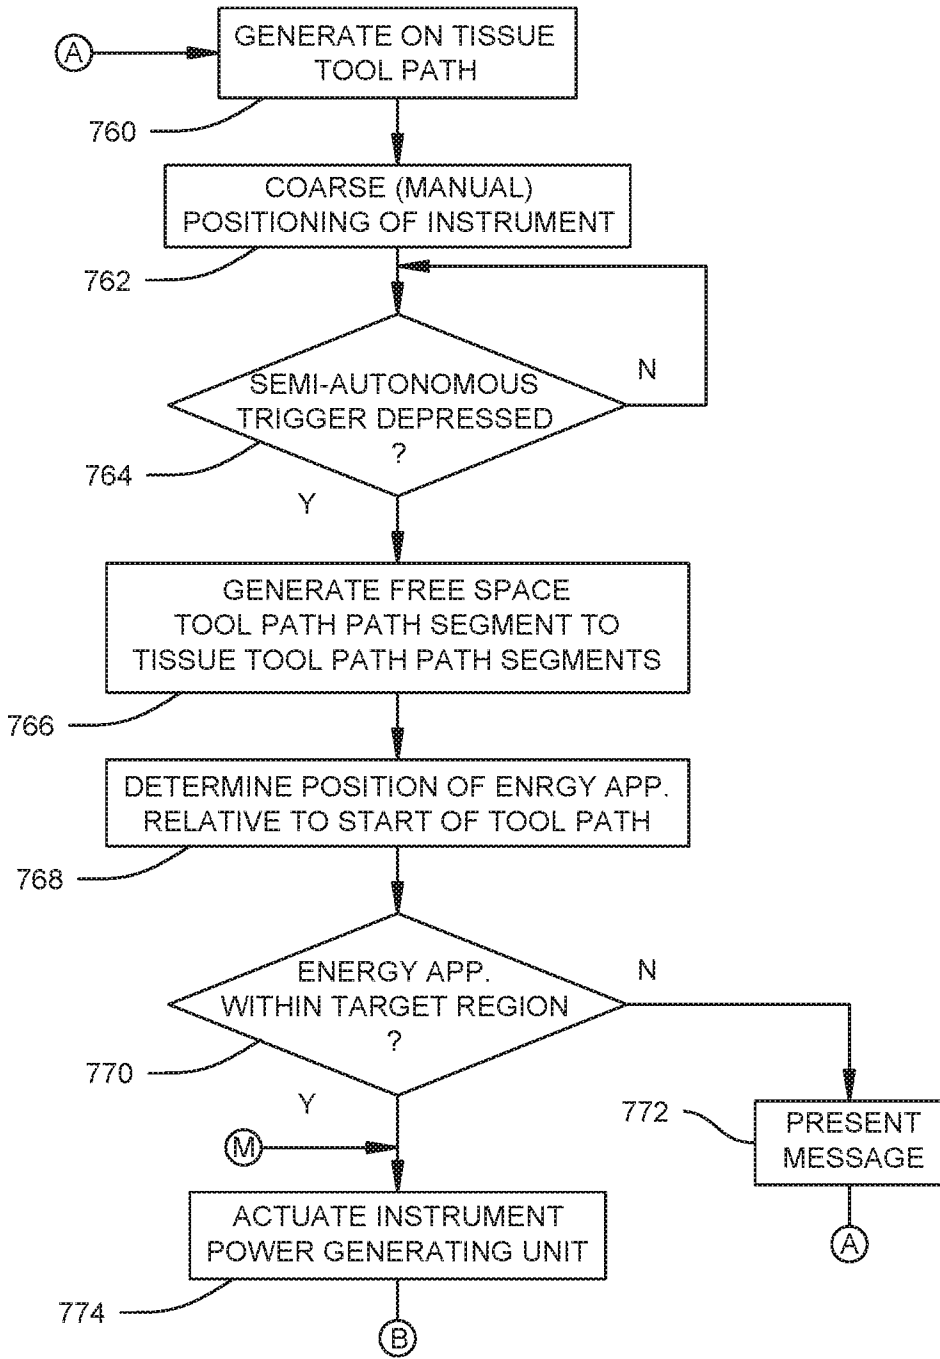 A
GENERATE ON TISSUE
TOOL PATH
760
COARSE (MANUAL)
POSITIONING OF INSTRUMENT
762
SEMI-AUTONOMOUS
TRIGGER DEPRESSED
?
N
764
Y
GENERATE FREE SPACE
TOOL PATH PATH SEGMENT TO
TISSUE TOOL PATH PATH SEGMENTS
766
DETERMINE POSITION OF ENRGY APP.
RELATIVE TO START OF TOOL PATH
768
ENERGY APP.
WITHIN TARGET REGION
?
N
770
Y
772
PRESENT
MESSAGE
M
ACTUATE INSTRUMENT
POWER GENERATING UNIT
A
774
B